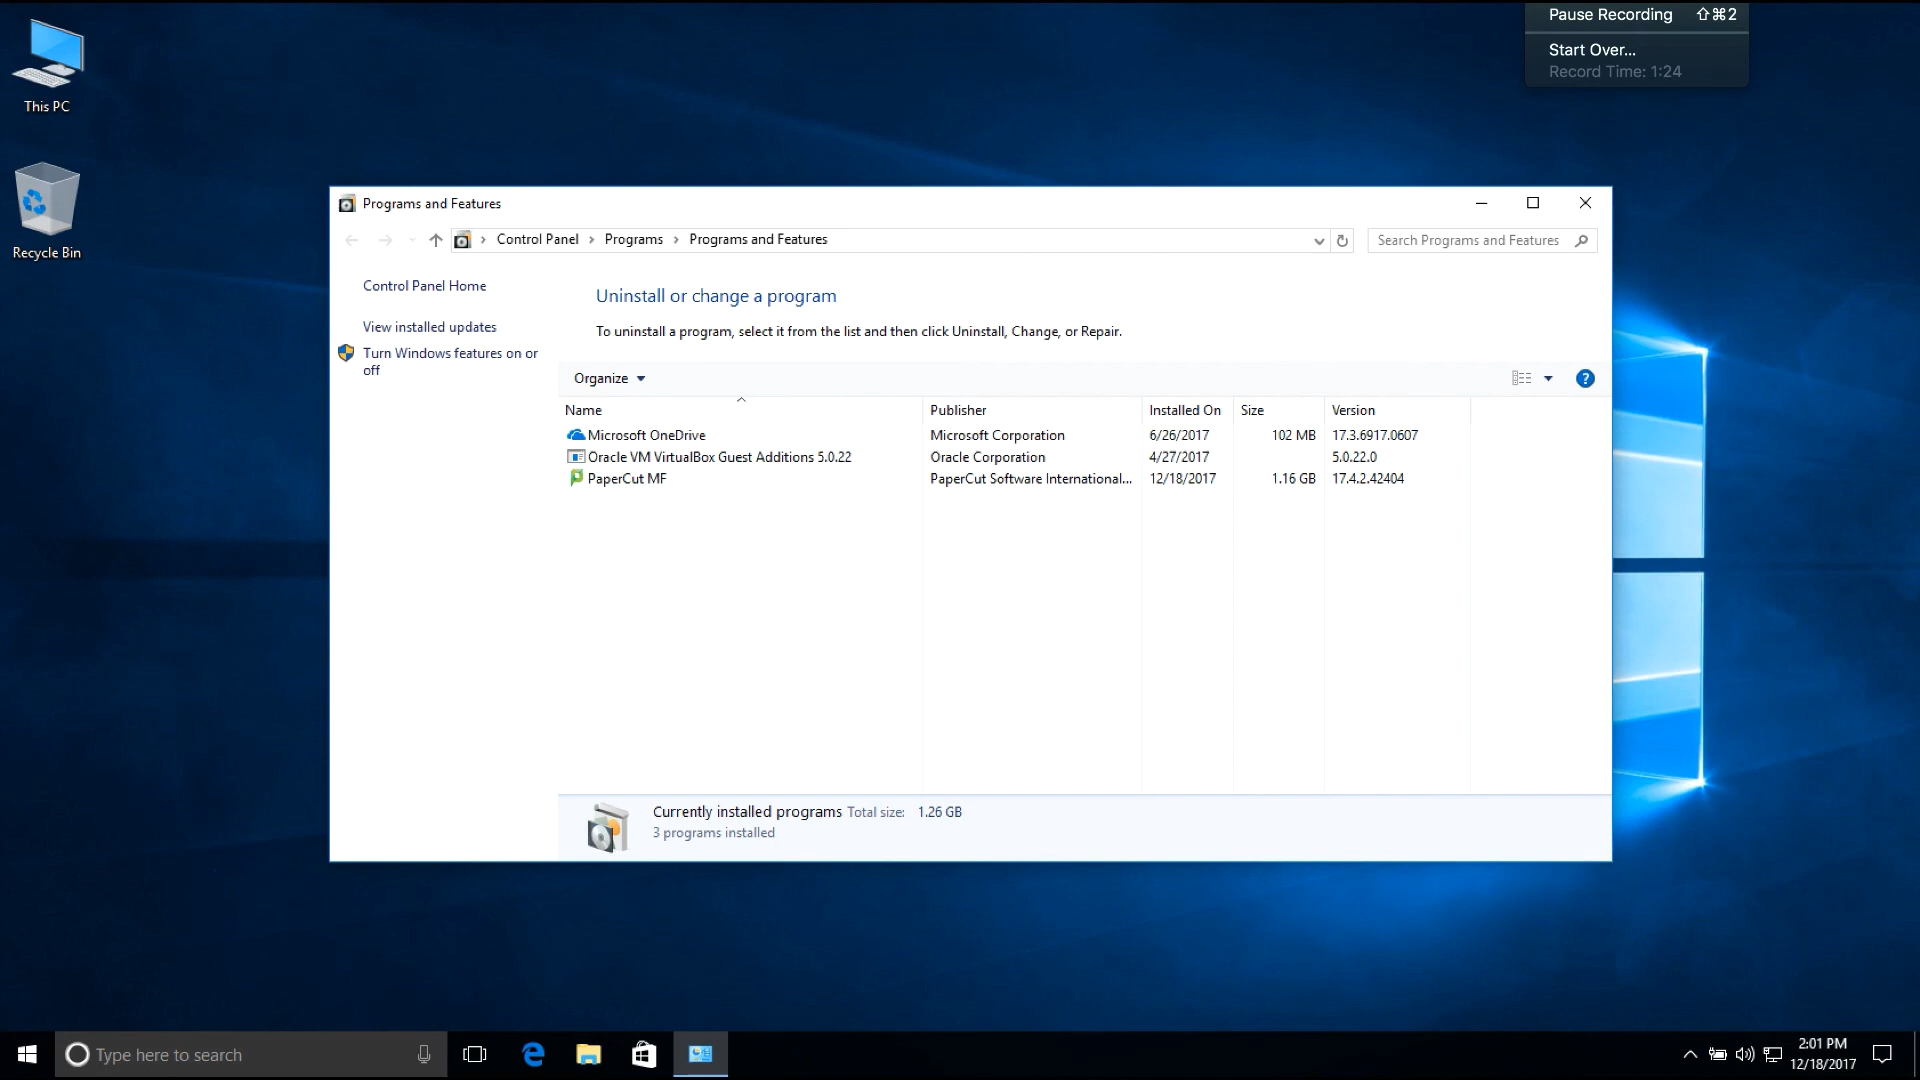 Pause Recording ⇧⌘2
Start Over...
Record Time: 1:24
This PC
Recycle Bin
Programs and Features
Control Panel > Programs > Programs and Features
Search Programs and Features
Control Panel Home
View installed updates
Turn Windows features on or
off
Uninstall or change a program
To uninstall a program, select it from the list and then click Uninstall, Change, or Repair.
Organize
?
Name Publisher Installed On Size Version
Microsoft OneDrive Microsoft Corporation 6/26/2017 102 MB 17.3.6917.0607
Oracle VM VirtualBox Guest Additions 5.0.22 Oracle Corporation 4/27/2017 5.0.22.0
PaperCut MF PaperCut Software International... 12/18/2017 1.16 GB 17.4.2.42404
Currently installed programs Total size: 1.26 GB
3 programs installed
Type here to search
2:01 PM
12/18/2017